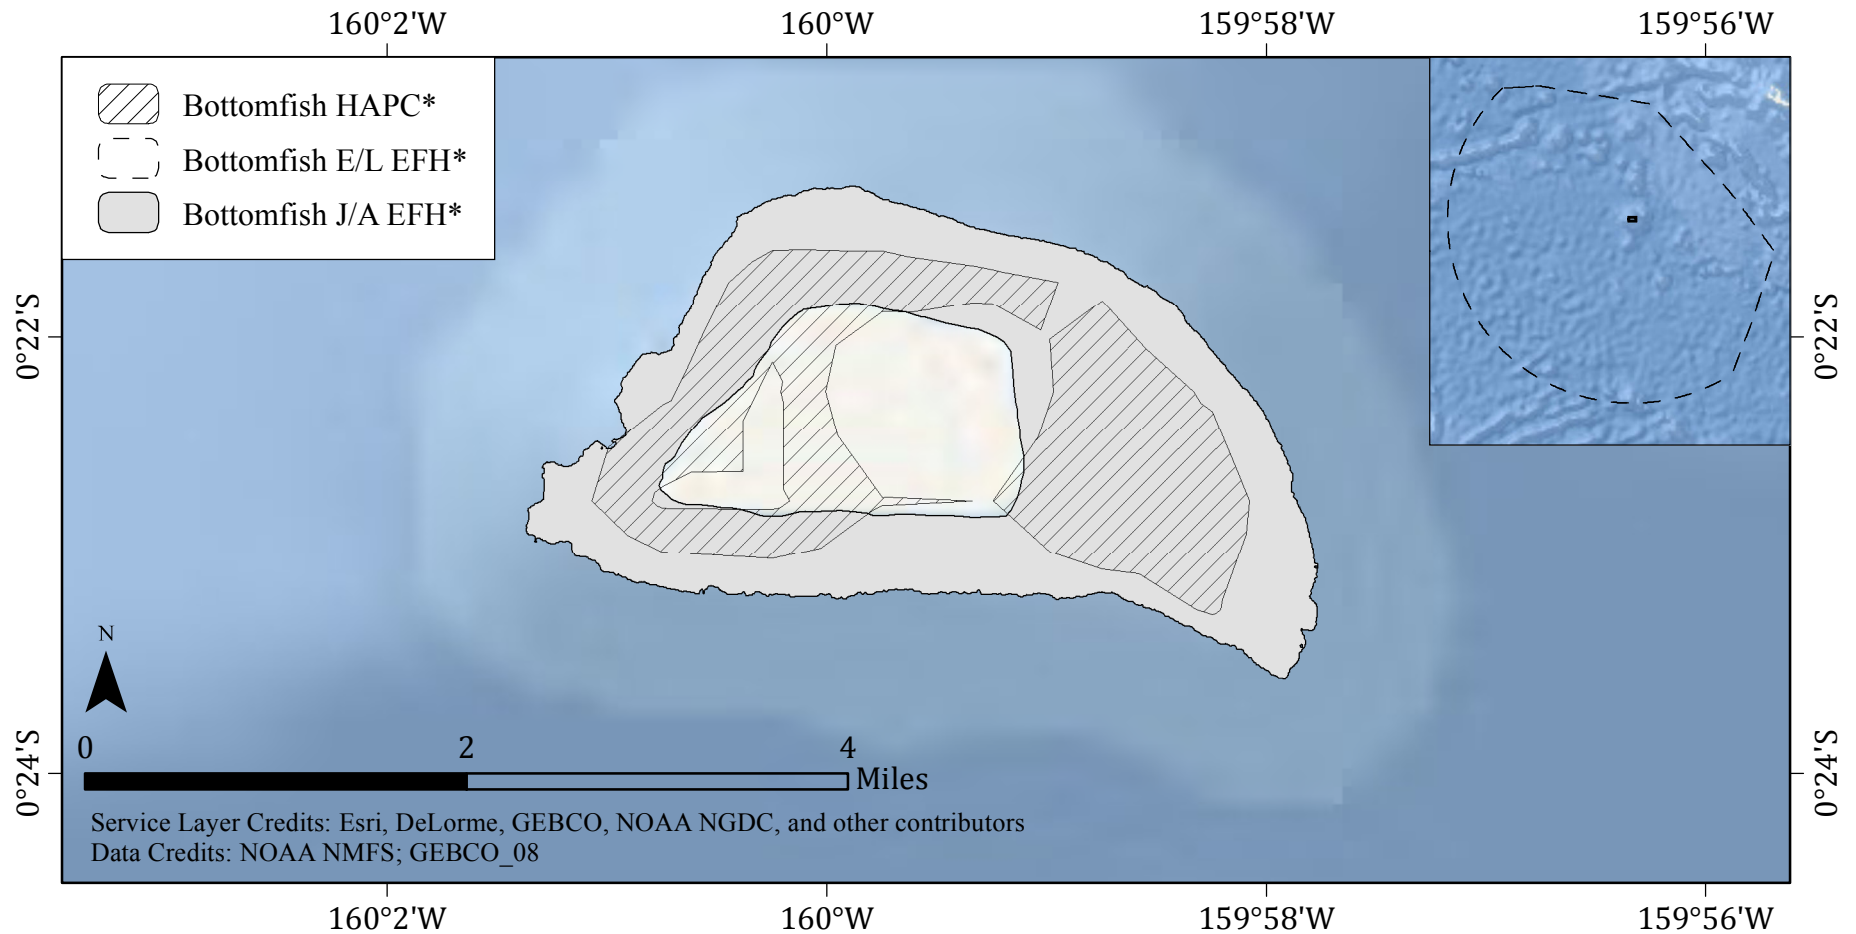 160°2'W 160°W 159°58'W 159°56'W
Bottomfish HAPC*
Bottomfish E/L EFH*
Bottomfish J/A EFH*
0°22'S 0°22'S
N
0 2 4
Miles
0°24'S 0°24'S
Service Layer Credits: Esri, DeLorme, GEBCO, NOAA NGDC, and other contributors
Data Credits: NOAA NMFS; GEBCO_08
160°2'W 160°W 159°58'W 159°56'W